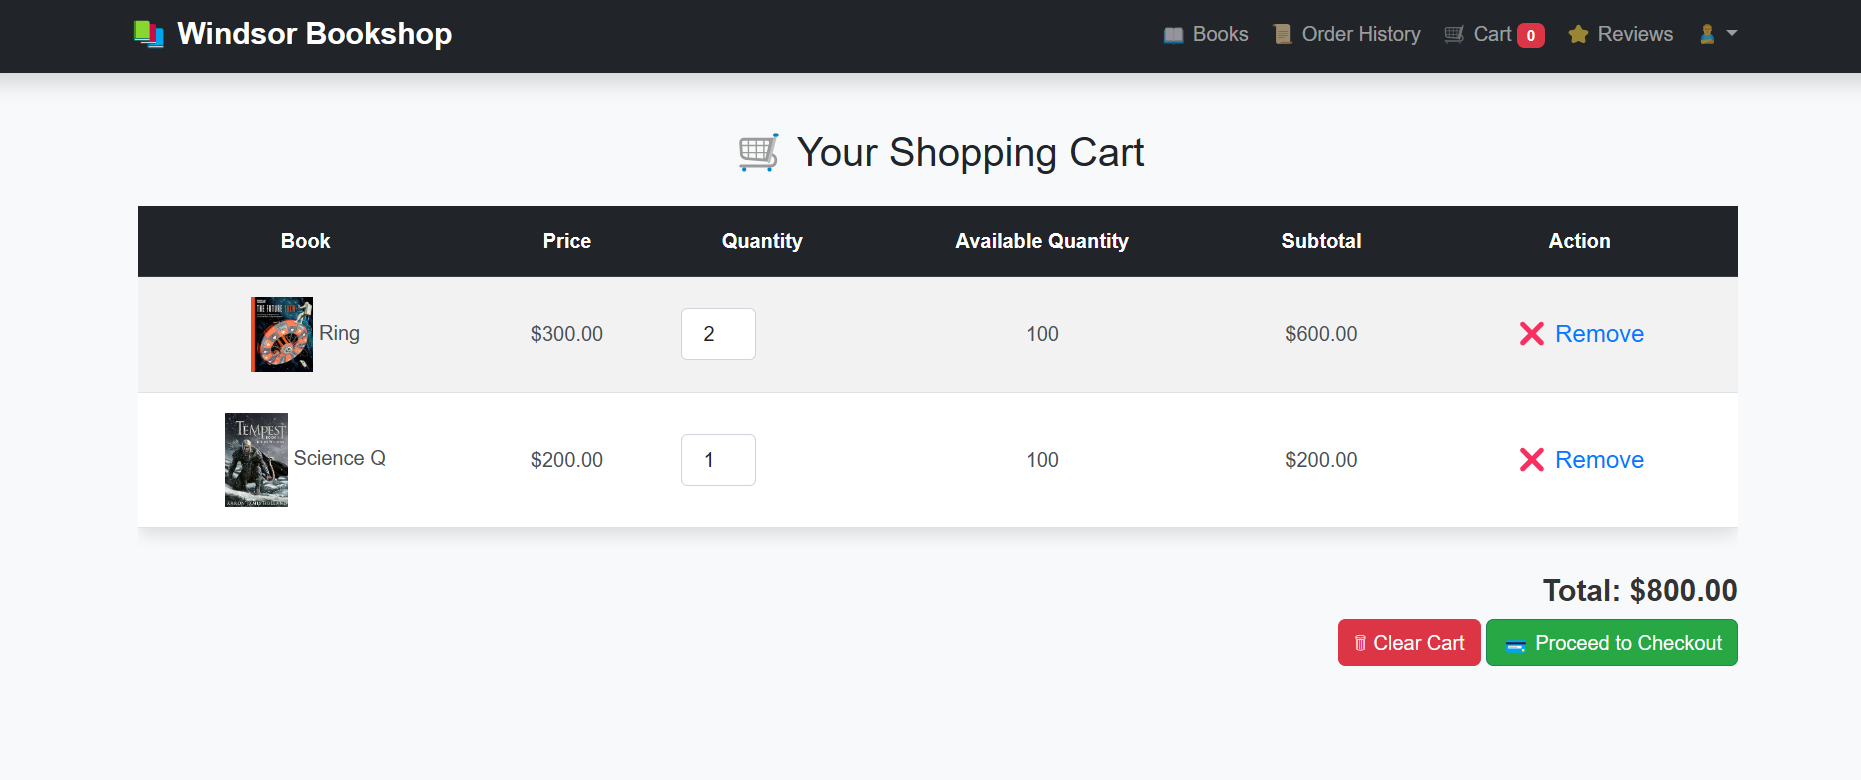 Windsor Bookshop
Books Order History Cart 0 Reviews
Your Shopping Cart
Book Price Quantity Available Quantity Subtotal Action
THE FUTURE THEN
Ring $300.00 2 100 $600.00 Remove
TEMPEST
Science Q $200.00 1 100 $200.00 Remove
Total: $800.00
Clear Cart Proceed to Checkout